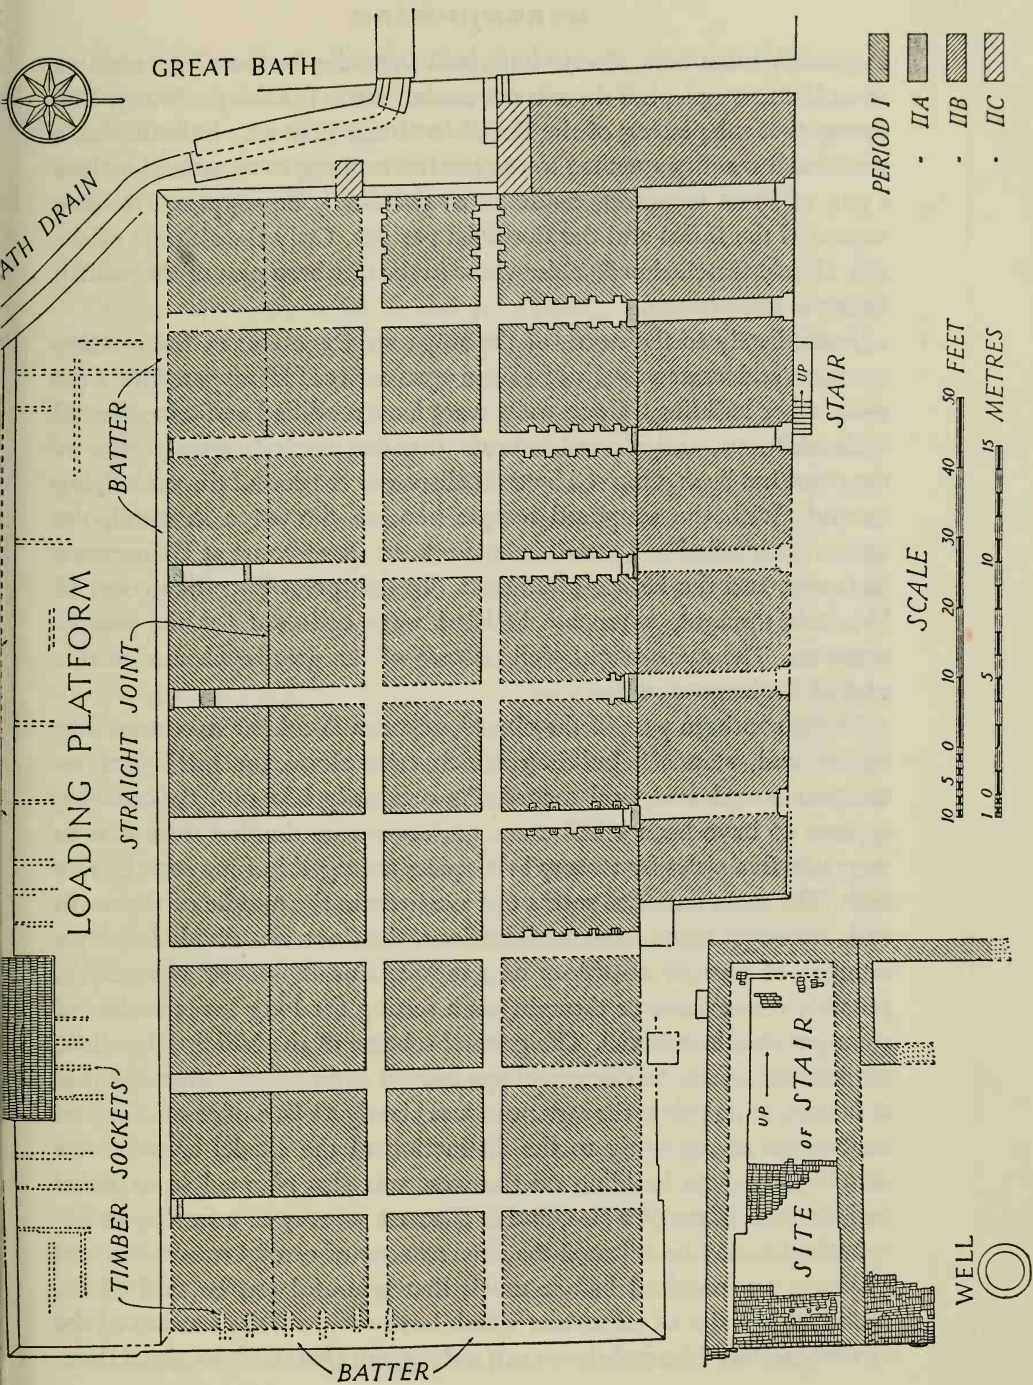 GREAT BATH
ATH DRAIN
BATTER
LOADING PLATFORM
STRAIGHT JOINT
TIMBER SOCKETS
BATTER
PERIOD I
" IIA
" IIB
" IIC
UP
STAIR
SCALE
10 5 0 10 20 30 40 50 FEET
1 0 5 10 15 METRES
UP
SITE OF STAIR
WELL